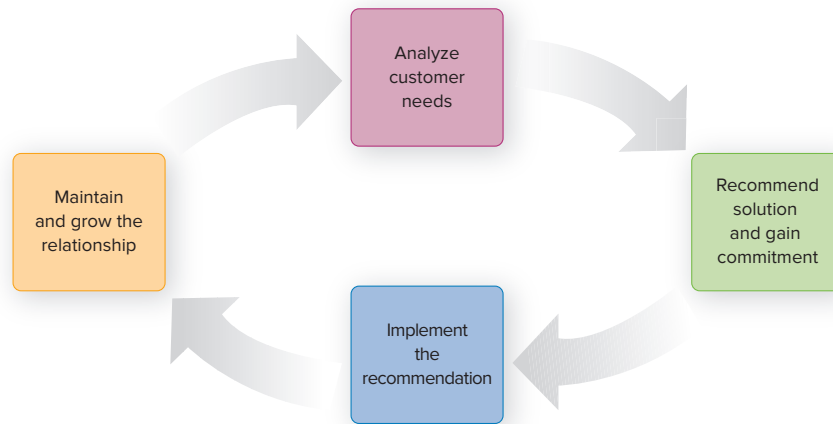 Analyze
customer
needs
Recommend
solution
and gain
commitment
Implement
the
recommendation
Maintain
and grow the
relationship